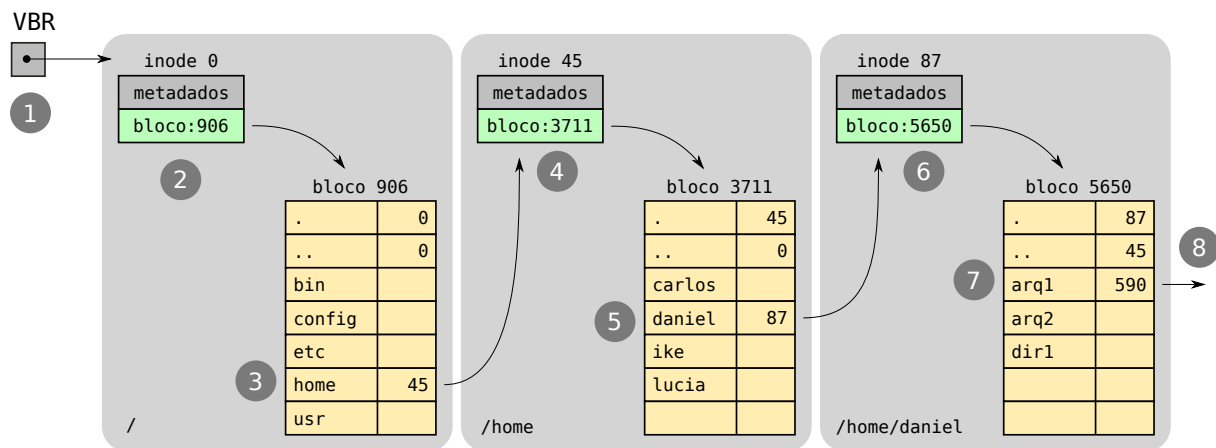 VBR
1
inode 0
metadados
bloco:906
2
bloco 906
. 0
.. 0
bin
config
etc
3
home 45
usr
/
inode 45
metadados
bloco:3711
4
bloco 3711
. 45
.. 0
carlos
5
daniel 87
ike
lucia
/home
inode 87
metadados
bloco:5650
6
bloco 5650
. 87
.. 45
7
arq1 590
8
arq2
dir1
/home/daniel